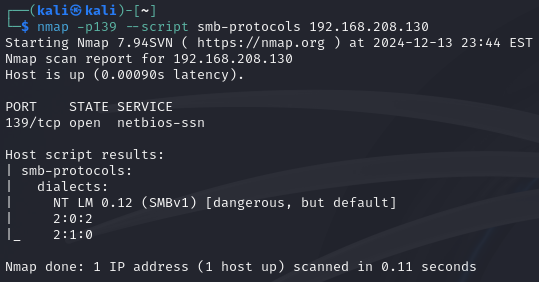 ┌──(kali㉿kali)-[~]
└─$ nmap -p139 --script smb-protocols 192.168.208.130
Starting Nmap 7.94SVN ( https://nmap.org ) at 2024-12-13 23:44 EST
Nmap scan report for 192.168.208.130
Host is up (0.00090s latency).

PORT    STATE SERVICE
139/tcp open  netbios-ssn

Host script results:
| smb-protocols:
|   dialects:
|     NT LM 0.12 (SMBv1) [dangerous, but default]
|     2:0:2
|_    2:1:0

Nmap done: 1 IP address (1 host up) scanned in 0.11 seconds